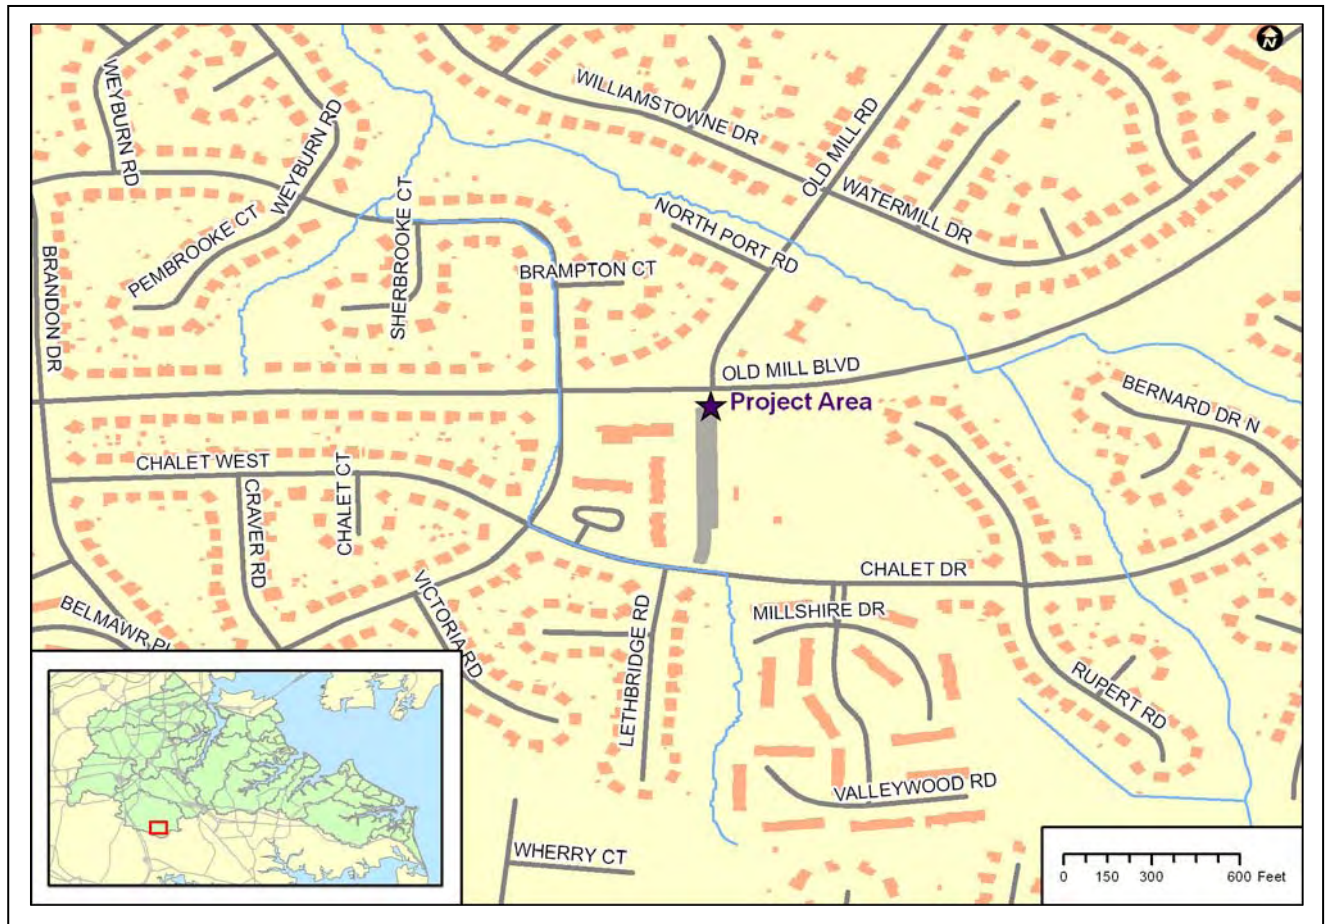 N
WEYBURN RD
WEYBURN RD
WILLIAMSTOWNE DR
OLD MILL RD
WATERMILL DR
NORTH PORT RD
PEMBROOKE CT
SHERBROOKE CT
BRAMPTON CT
BRANDON DR
OLD MILL BLVD
Project Area
BERNARD DR N
CHALET WEST
CHALET CT
CRAVER RD
CHALET DR
VICTORIA RD
MILLSHIRE DR
LETHBRIDGE RD
RUPERT RD
VALLEYWOOD RD
WHERRY CT
0 150 300 600 Feet